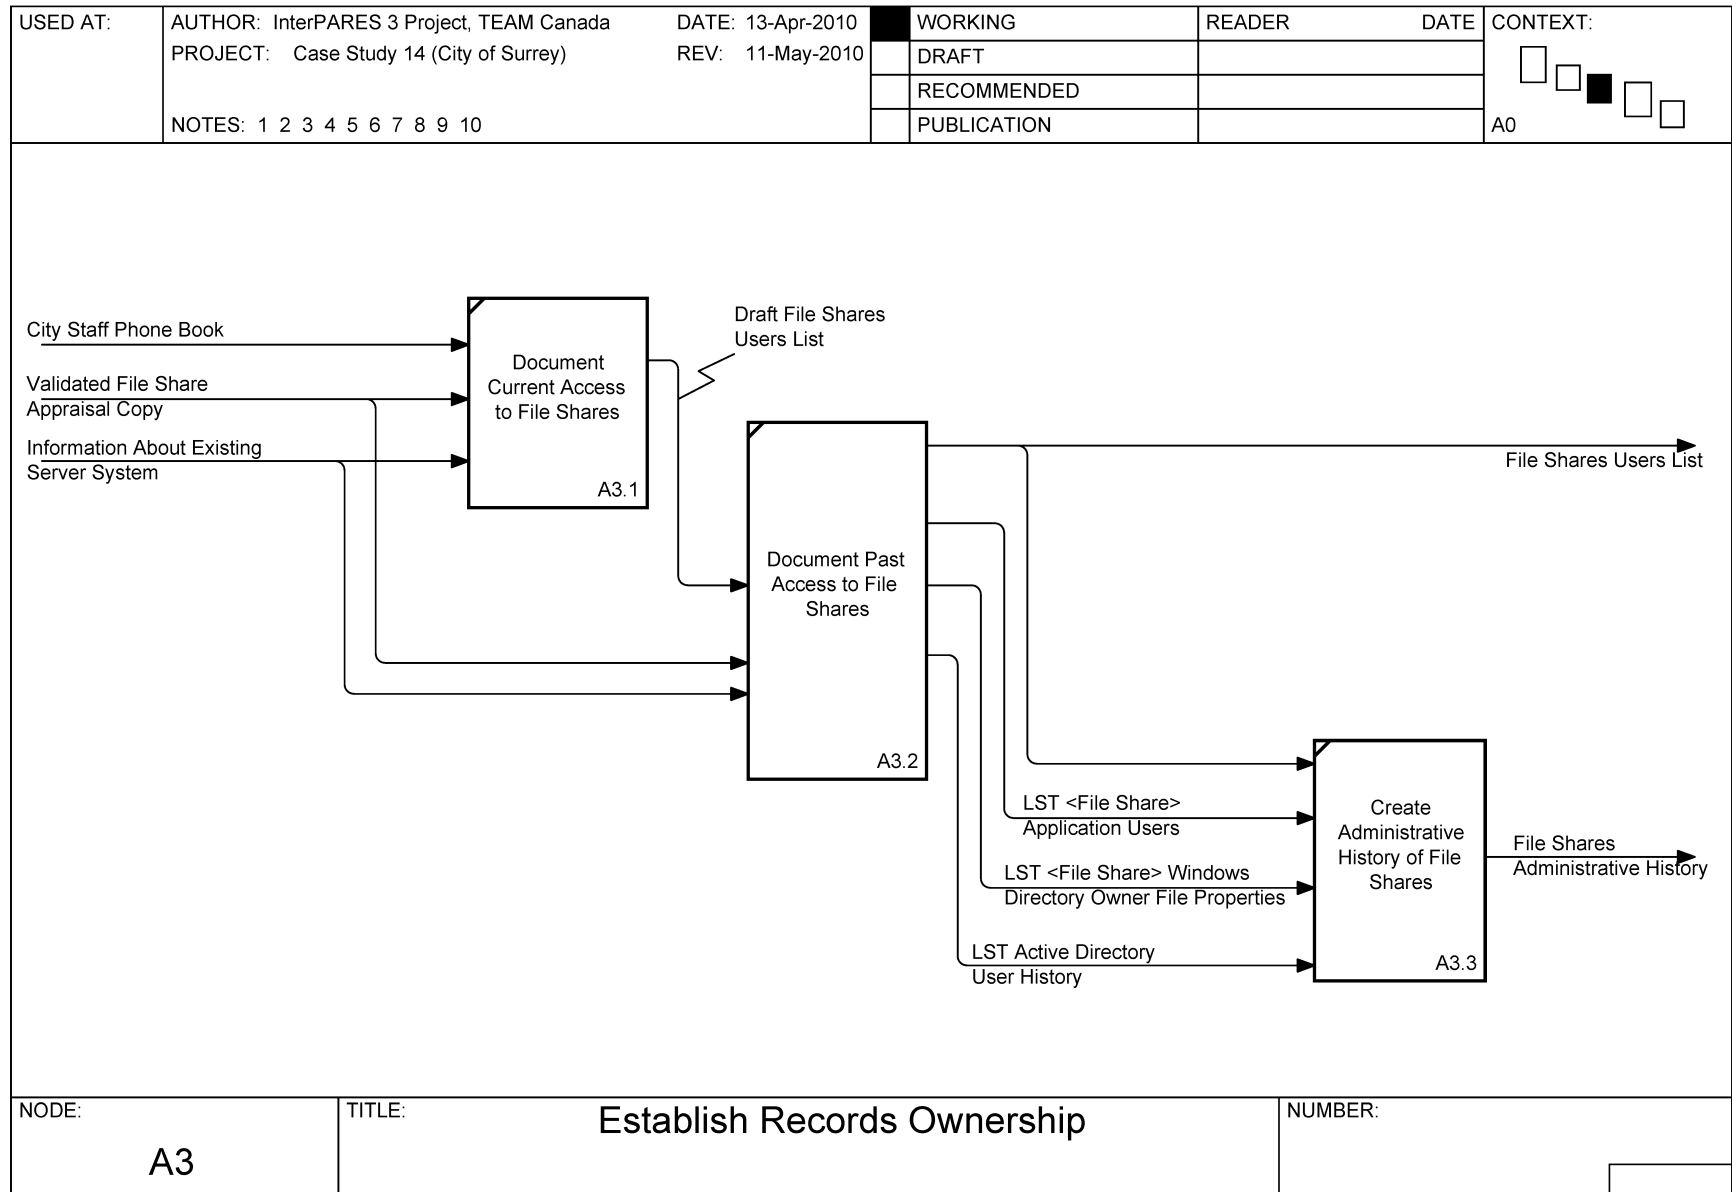 USED AT:
AUTHOR: InterPARES 3 Project, TEAM Canada
DATE: 13-Apr-2010
WORKING
READER
DATE
CONTEXT:
PROJECT: Case Study 14 (City of Surrey)
REV: 11-May-2010
DRAFT
RECOMMENDED
NOTES: 1 2 3 4 5 6 7 8 9 10
PUBLICATION
A0
City Staff Phone Book
Validated File Share
Appraisal Copy
Information About Existing
Server System
Document
Current Access
to File Shares
A3.1
Draft File Shares
Users List
Document Past
Access to File
Shares
A3.2
File Shares Users List
LST <File Share>
Application Users
LST <File Share> Windows
Directory Owner File Properties
LST Active Directory
User History
Create
Administrative
History of File
Shares
A3.3
File Shares
Administrative History
NODE:
A3
TITLE:
Establish Records Ownership
NUMBER: